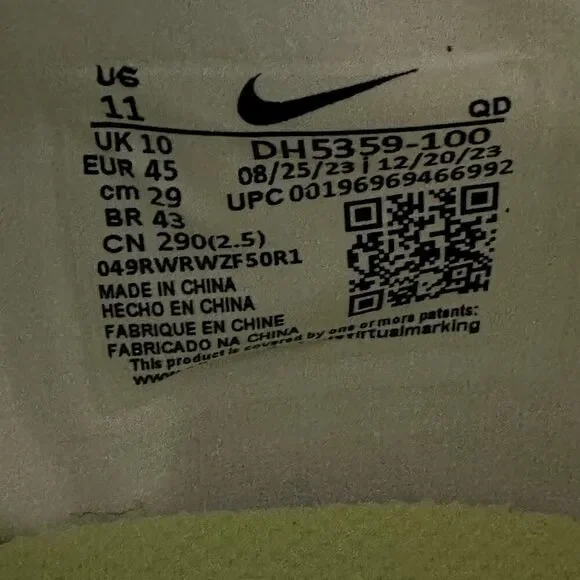 US
11
QD
UK 10
DH5359-100
EUR 45
08/25/23 | 12/20/23
cm 29
UPC 00196969466992
BR 43
CN 290(2.5)
049RWRWZF50R1
MADE IN CHINA
HECHO EN CHINA
FABRIQUE EN CHINE
FABRICADO NA CHINA
This product is covered by one or more patents:
www. virtualmarking